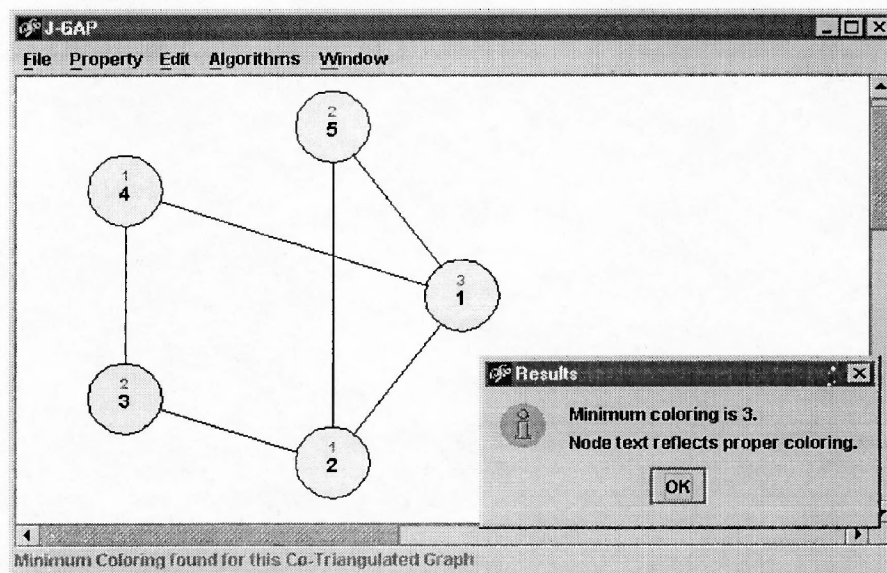 J-GAP
File Property Edit Algorithms Window
2
5
1
4
3
1
2
3
1
2
Results
Minimum coloring is 3.
Node text reflects proper coloring.
OK
Minimum Coloring found for this Co-Triangulated Graph